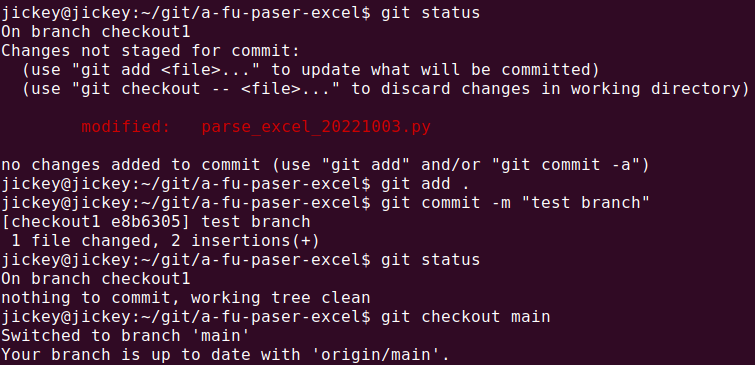 jickey@jickey:~/git/a-fu-paser-excel$ git status
On branch checkout1
Changes not staged for commit:
  (use "git add <file>..." to update what will be committed)
  (use "git checkout -- <file>..." to discard changes in working directory)
        modified:   parse_excel_20221003.py
no changes added to commit (use "git add" and/or "git commit -a")
jickey@jickey:~/git/a-fu-paser-excel$ git add .
jickey@jickey:~/git/a-fu-paser-excel$ git commit -m "test branch"
[checkout1 e8b6305] test branch
 1 file changed, 2 insertions(+)
jickey@jickey:~/git/a-fu-paser-excel$ git status
On branch checkout1
nothing to commit, working tree clean
jickey@jickey:~/git/a-fu-paser-excel$ git checkout main
Switched to branch 'main'
Your branch is up to date with 'origin/main'.